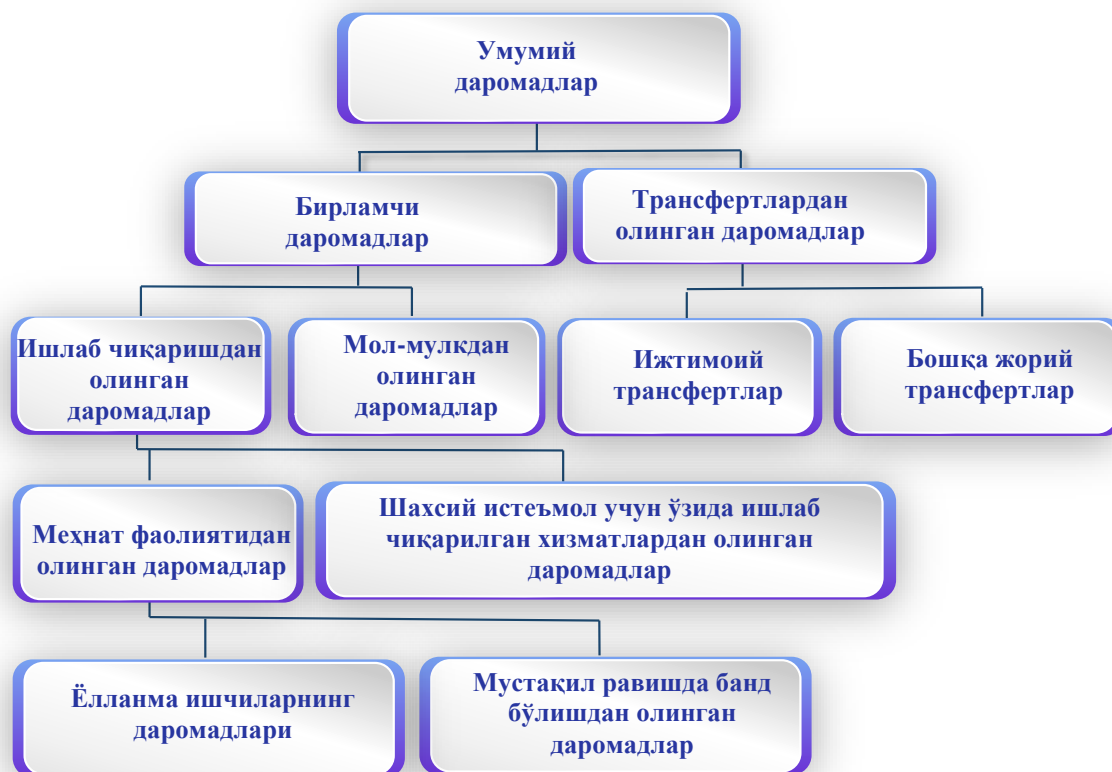 Умумий
даромадлар
Бирламчи
даромадлар
Трансфертлардан
олинган даромадлар
Ишлаб чиқаришдан
олинган
даромадлар
Мол-мулкдан
олинган
даромадлар
Ижтимоий
трансфертлар
Бошқа жорий
трансфертлар
Меҳнат фаолиятидан
олинган даромадлар
Шахсий истеъмол учун ўзида ишлаб
чиқарилган хизматлардан олинган
даромадлар
Ёлланма ишчиларнинг
даромадлари
Мустақил равишда банд
бўлишдан олинган
даромадлар